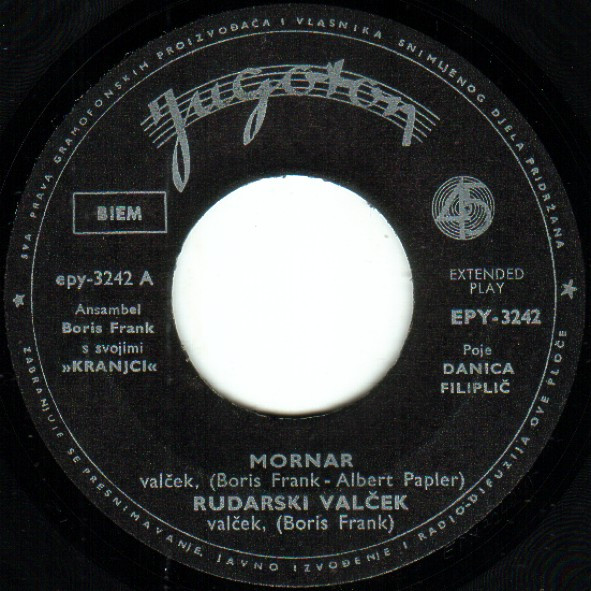 SVA PRAVA GRAMOFONSKIH PROIZVOĐAČA I VLASNIKA SNIMLJENOG DJELA PRIDRŽANA
Jugoton
BIEM
45
epy-3242 A
Ansambel
Boris Frank
s svojimi
»KRANJCI«
EXTENDED
PLAY
EPY-3242
Poje
DANICA
FILIPLIČ
MORNAR
valček, (Boris Frank - Albert Papler)
RUDARSKI VALČEK
valček, (Boris Frank)
ZABRANJUJE SE PRESNIMAVANJE, JAVNO IZVOĐENJE I RADIO-DIFUZIJA OVE PLOČE